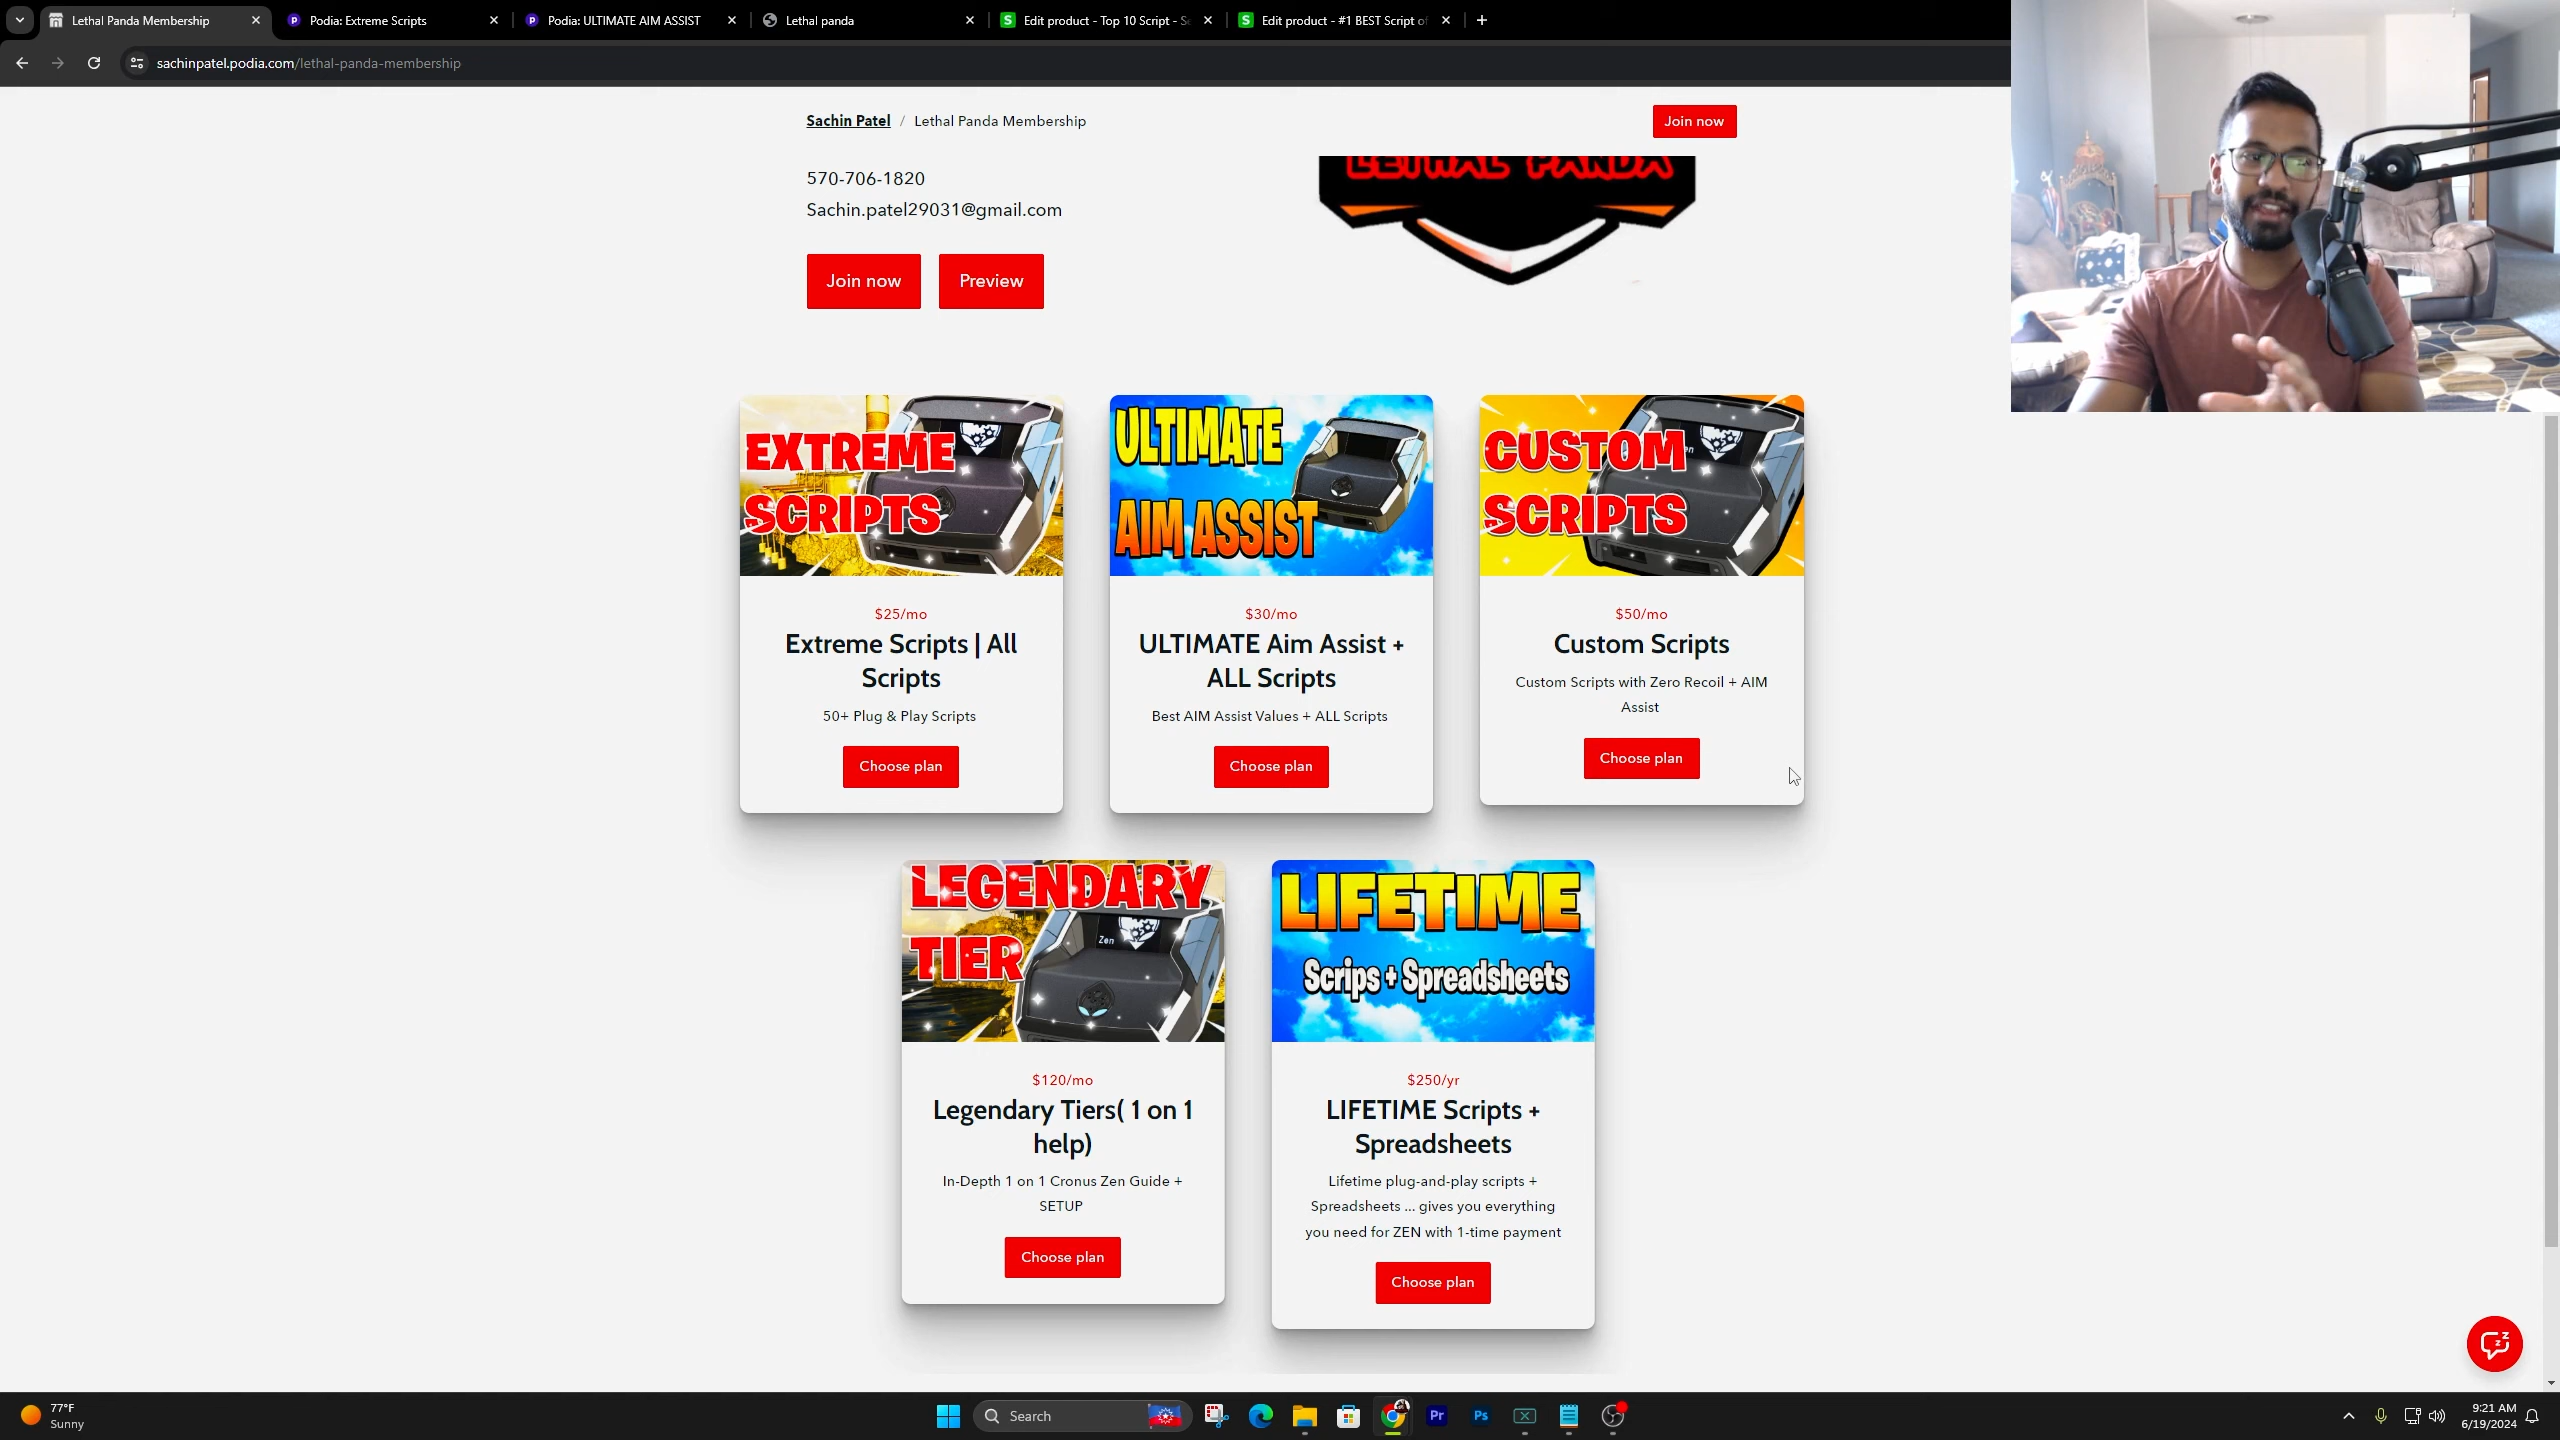 Lethal Panda Membership
Podia: Extreme Scripts
Podia: ULTIMATE AIM ASSIST
Lethal panda
Edit product - Top 10 Script - Se
Edit product - #1 BEST Script of
sachinpatel.podia.com/lethal-panda-membership
Sachin Patel / Lethal Panda Membership
Join now
570-706-1820
Sachin.patel29031@gmail.com
LETHAL PANDA
Join now
Preview
EXTREME
SCRIPTS
ULTIMATE
AIM ASSIST
CUSTOM
SCRIPTS
$25/mo
Extreme Scripts | All
Scripts
50+ Plug & Play Scripts
Choose plan
$30/mo
ULTIMATE Aim Assist +
ALL Scripts
Best AIM Assist Values + ALL Scripts
Choose plan
$50/mo
Custom Scripts
Custom Scripts with Zero Recoil + AIM
Assist
Choose plan
LEGENDARY
TIER
Zen
LIFETIME
Scrips + Spreadsheets
$120/mo
Legendary Tiers( 1 on 1
help)
In-Depth 1 on 1 Cronus Zen Guide +
SETUP
Choose plan
$250/yr
LIFETIME Scripts +
Spreadsheets
Lifetime plug-and-play scripts +
Spreadsheets ... gives you everything
you need for ZEN with 1-time payment
Choose plan
77°F
Sunny
Search
Pr
Ps
9:21 AM
6/19/2024